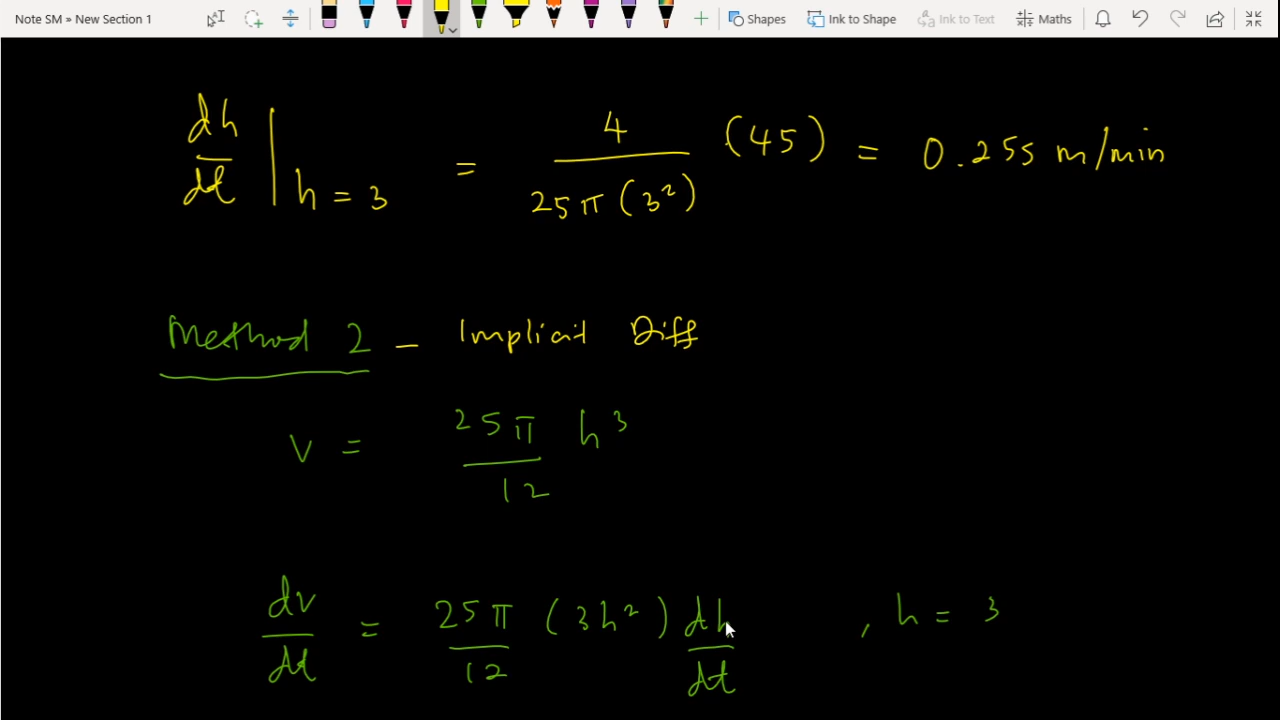 Note SM » New Section 1 Shapes Ink to Shape Ink to Text Maths
dh/dt | h = 3 = 4/(25π(3²)) (45) = 0.255 m/min
Method 2 - Implicit Diff
V = 25π/12 h³
dv/dt = 25π/12 (3h²) dh/dt , h = 3